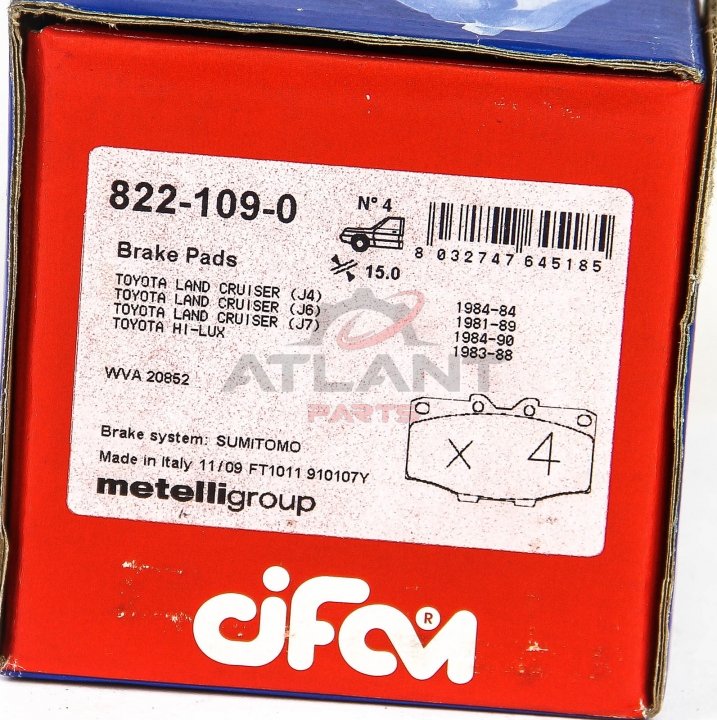 822-109-0
N° 4
8 032747 645185
Brake Pads
15.0
TOYOTA LAND CRUISER (J4) 1984-84
TOYOTA LAND CRUISER (J6) 1981-89
TOYOTA LAND CRUISER (J7) 1984-90
TOYOTA HI-LUX 1983-88
ATLANT
PARTS
WVA 20852
x 4
Brake system: SUMITOMO
Made in Italy 11/09 FT1011 910107Y
metelligroup
cifam®